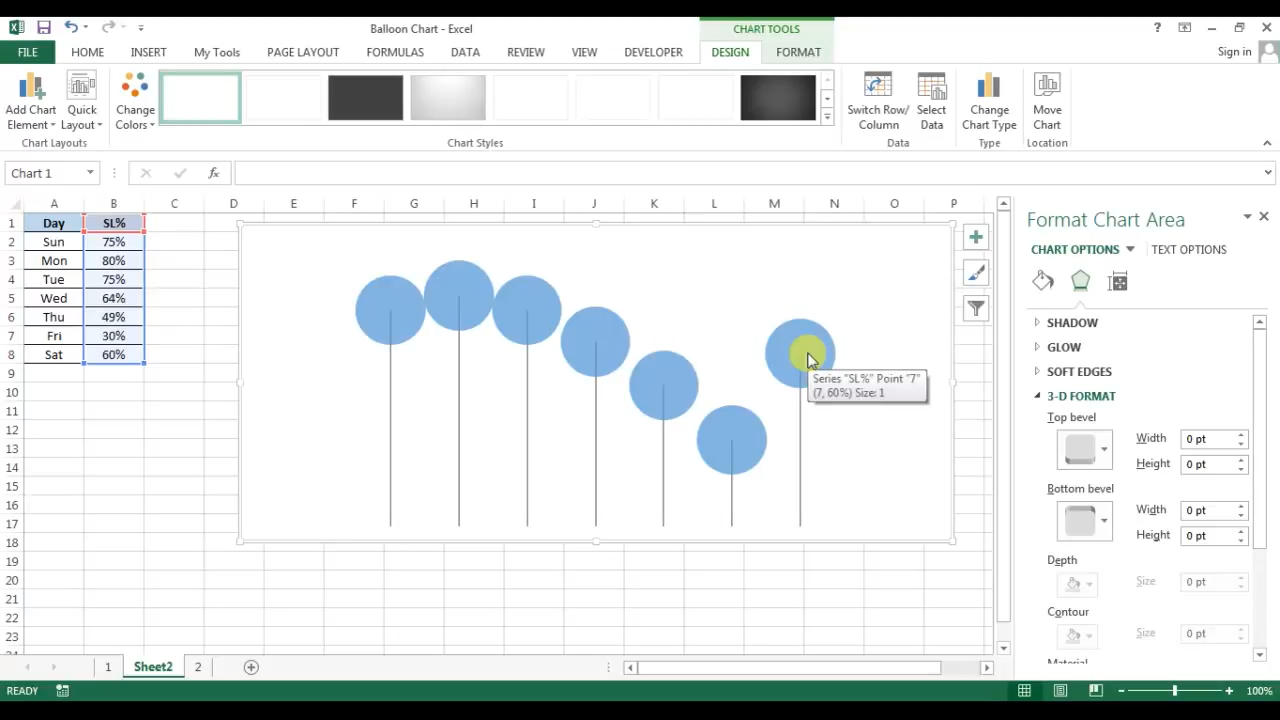 Balloon Chart - Excel
CHART TOOLS
?
Sign in
FILE HOME INSERT My Tools PAGE LAYOUT FORMULAS DATA REVIEW VIEW DEVELOPER DESIGN FORMAT
Add Chart
Element
Quick
Layout
Change
Colors
Switch Row/
Column
Select
Data
Change
Chart Type
Move
Chart
Chart Layouts
Chart Styles
Data
Type
Location
Chart 1
fx
A B C D E F G H I J K L M N O P
1 Day SL%
2 Sun 75%
3 Mon 80%
4 Tue 75%
5 Wed 64%
6 Thu 49%
7 Fri 30%
8 Sat 60%
9
10
11
12
13
14
15
16
17
18
19
20
21
22
23
Series "SL%" Point "7"
(7, 60%) Size: 1
Format Chart Area
CHART OPTIONS TEXT OPTIONS
SHADOW
GLOW
SOFT EDGES
3-D FORMAT
Top bevel
Width 0 pt
Height 0 pt
Bottom bevel
Width 0 pt
Height 0 pt
Depth
Size 0 pt
Contour
Size 0 pt
Material
1 Sheet2 2
READY
100%